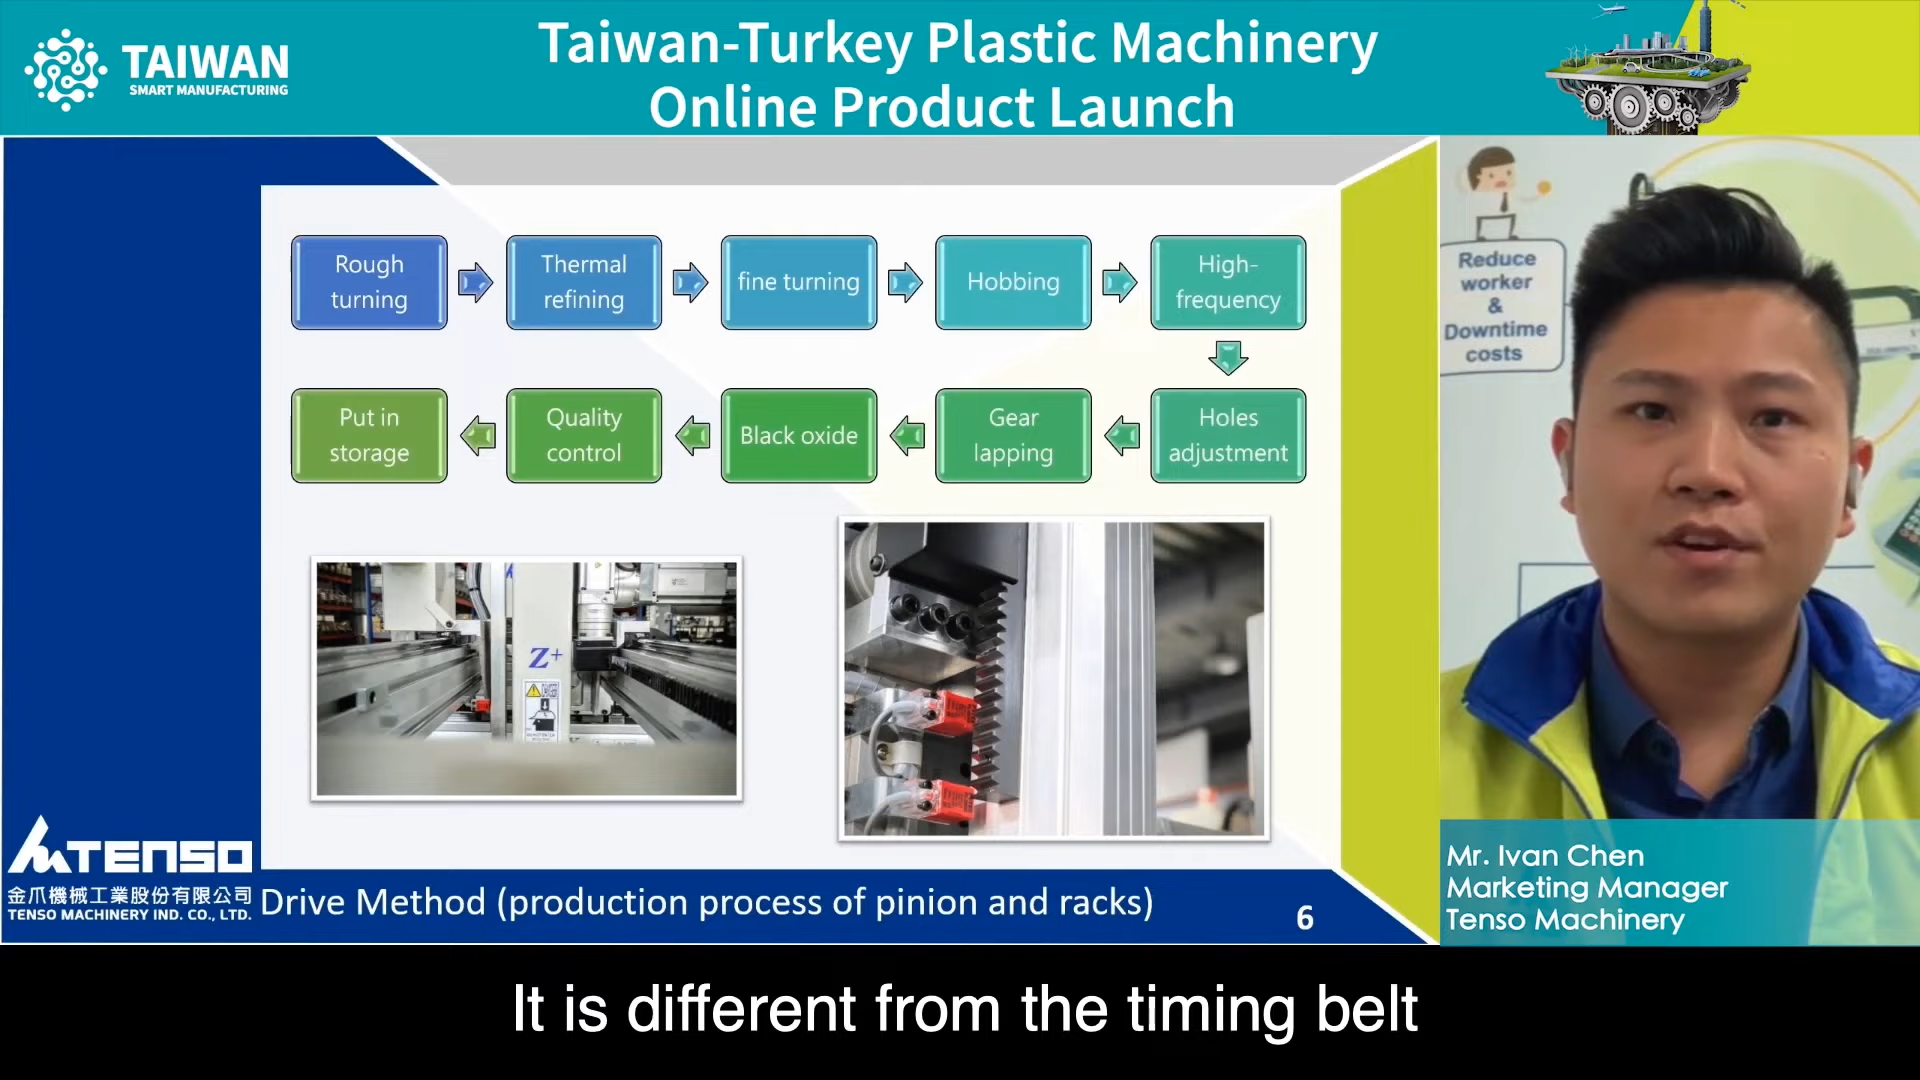 TAIWAN
SMART MANUFACTURING
Taiwan-Turkey Plastic Machinery
Online Product Launch
Rough
turning
Thermal
refining
fine turning
Hobbing
High-
frequency
Put in
storage
Quality
control
Black oxide
Gear
lapping
Holes
adjustment
Z+
TENSO
金爪機械工業股份有限公司
TENSO MACHINERY IND. CO., LTD.
Drive Method (production process of pinion and racks)
6
Reduce
worker
&
Downtime
costs
Mr. Ivan Chen
Marketing Manager
Tenso Machinery
It is different from the timing belt